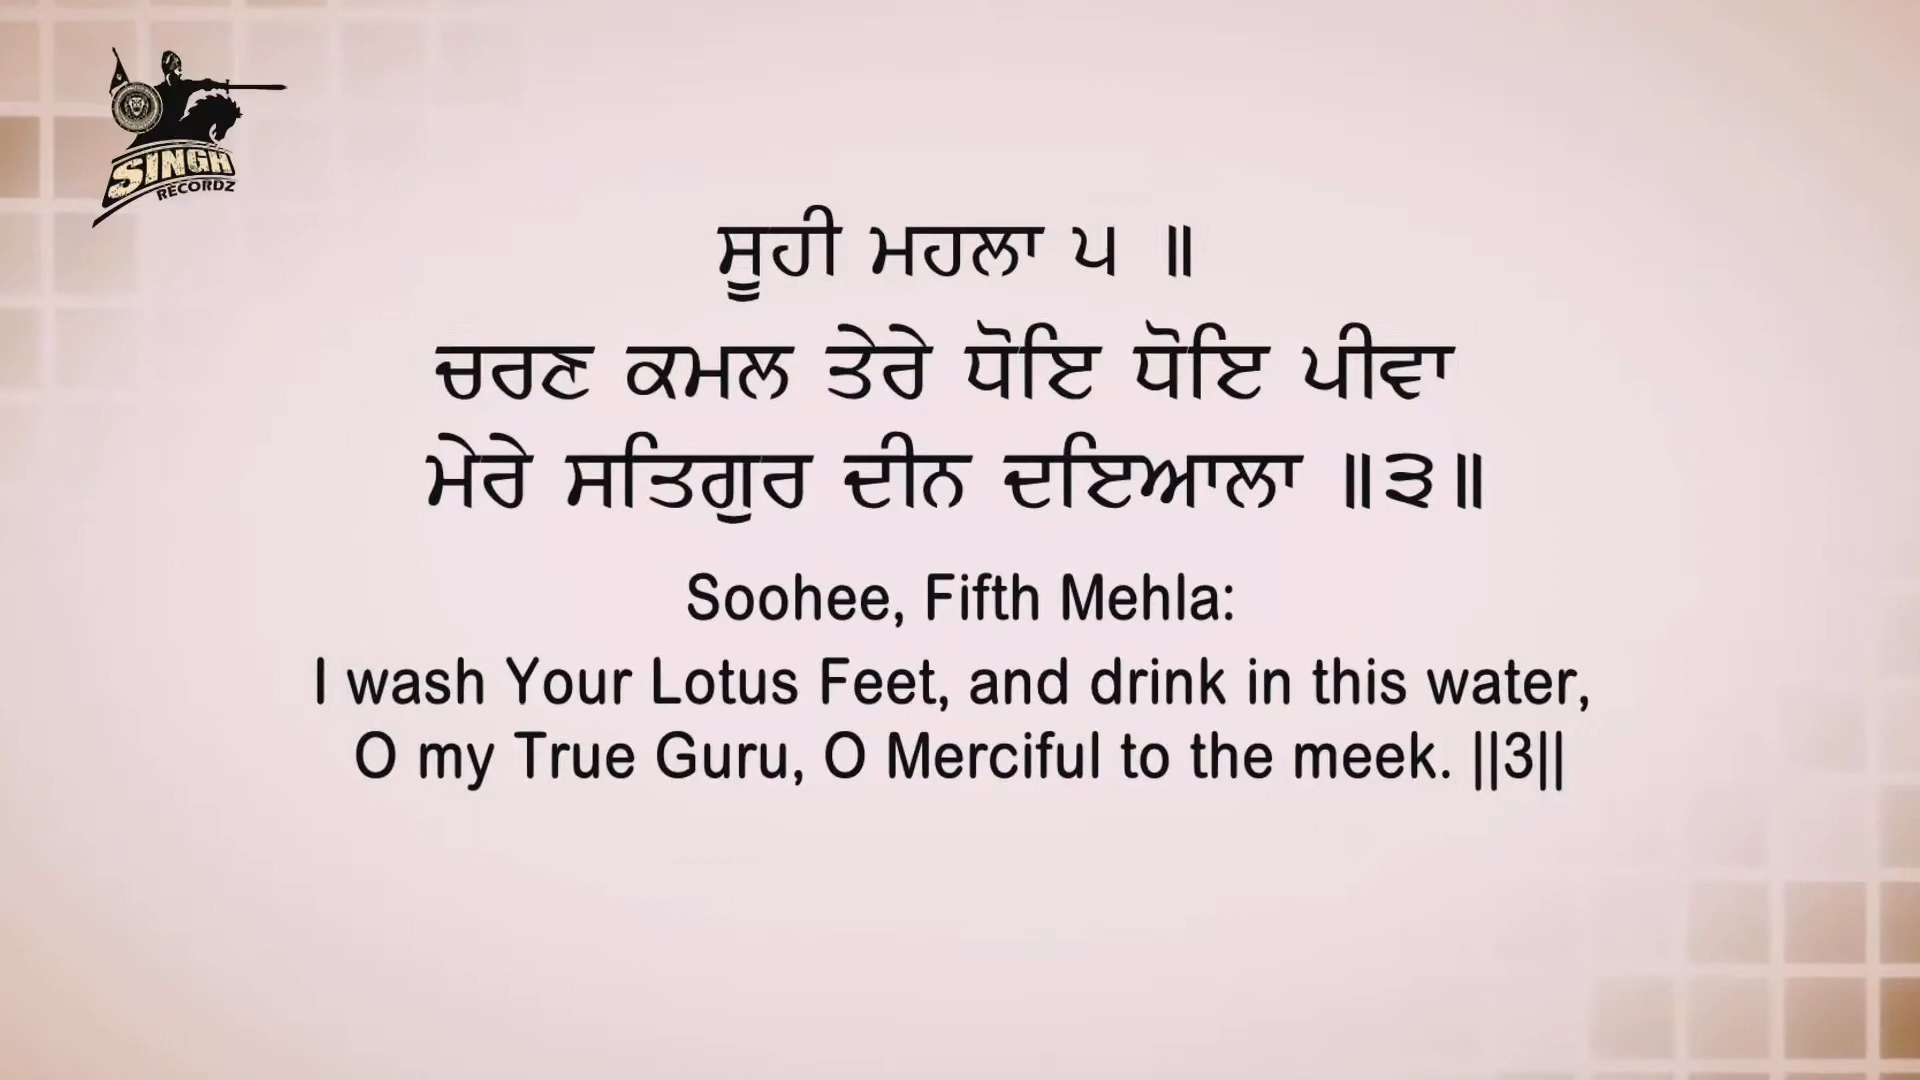 SINGH
RECORDZ
ਸੂਹੀ ਮਹਲਾ ੫ ॥
ਚਰਣ ਕਮਲ ਤੇਰੇ ਧੋਇ ਧੋਇ ਪੀਵਾ
ਮੇਰੇ ਸਤਿਗੁਰ ਦੀਨ ਦਇਆਲਾ ॥੩॥
Soohee, Fifth Mehla:
I wash Your Lotus Feet, and drink in this water,
O my True Guru, O Merciful to the meek. ||3||